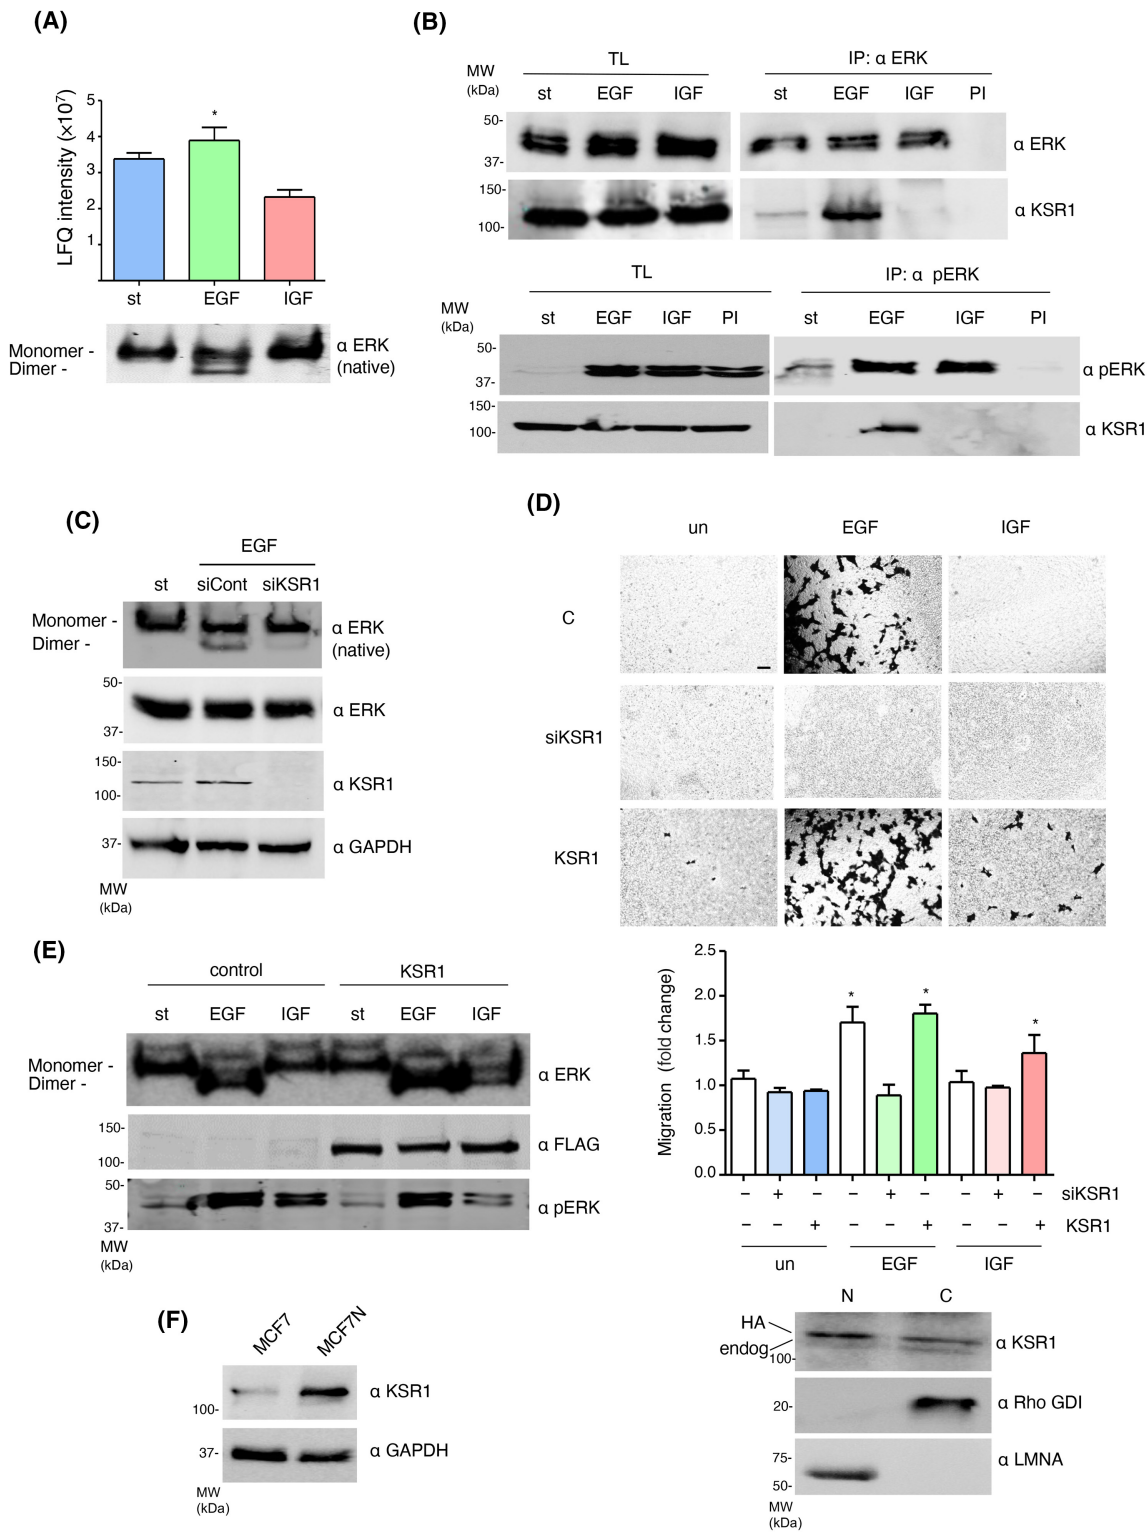 (A)
LFQ intensity (×10⁷)
5
4
3
2
1
*
st EGF IGF
Monomer -
Dimer -
α ERK
(native)
(B)
MW
(kDa)
TL
IP: α ERK
st EGF IGF st EGF IGF PI
50-
37-
α ERK
150-
100-
α KSR1
TL
IP: α pERK
MW
(kDa)
st EGF IGF PI st EGF IGF PI
50-
37-
α pERK
150-
100-
α KSR1
(C)
EGF
st siCont siKSR1
Monomer -
Dimer -
α ERK
(native)
50-
37-
α ERK
150-
100-
α KSR1
37-
α GAPDH
MW
(kDa)
(D)
un EGF IGF
C
siKSR1
KSR1
Migration (fold change)
2.5
2.0
1.5
1.0
0.5
0.0
* * *
– + – – + – – + – siKSR1
– – + – – + – – + KSR1
un EGF IGF
N C
HA
endog
100-
α KSR1
20-
α Rho GDI
75-
50-
α LMNA
MW
(kDa)
(E)
control KSR1
st EGF IGF st EGF IGF
Monomer -
Dimer -
α ERK
150-
100-
α FLAG
50-
37-
α pERK
MW
(kDa)
(F)
MCF7 MCF7N
100-
α KSR1
37-
α GAPDH
MW
(kDa)